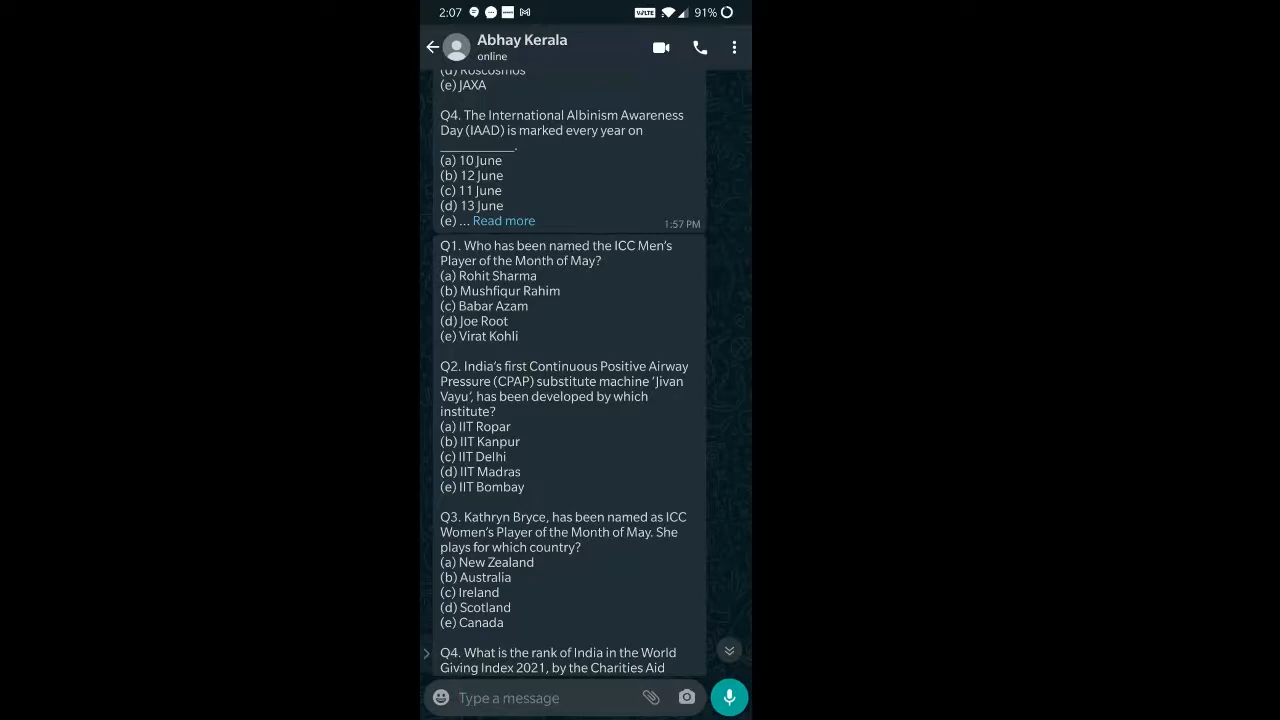 2:07
VoLTE
91%
Abhay Kerala
online
(d) Roscosmos
(e) JAXA
Q4. The International Albinism Awareness
Day (IAAD) is marked every year on
___________.
(a) 10 June
(b) 12 June
(c) 11 June
(d) 13 June
(e) ... Read more
1:57 PM
Q1. Who has been named the ICC Men's
Player of the Month of May?
(a) Rohit Sharma
(b) Mushfiqur Rahim
(c) Babar Azam
(d) Joe Root
(e) Virat Kohli
Q2. India's first Continuous Positive Airway
Pressure (CPAP) substitute machine 'Jivan
Vayu', has been developed by which
institute?
(a) IIT Ropar
(b) IIT Kanpur
(c) IIT Delhi
(d) IIT Madras
(e) IIT Bombay
Q3. Kathryn Bryce, has been named as ICC
Women's Player of the Month of May. She
plays for which country?
(a) New Zealand
(b) Australia
(c) Ireland
(d) Scotland
(e) Canada
Q4. What is the rank of India in the World
Giving Index 2021, by the Charities Aid
Type a message